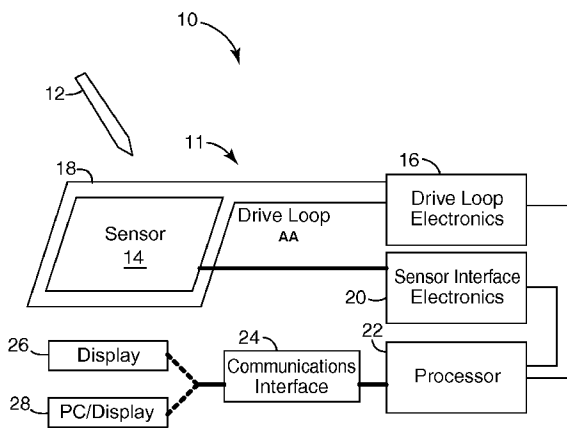 10
12
11
18
16
Drive Loop
Electronics
Drive Loop
AA
Sensor
14
Sensor Interface
Electronics
20
24
22
26
Display
Communications
Interface
Processor
28
PC/Display